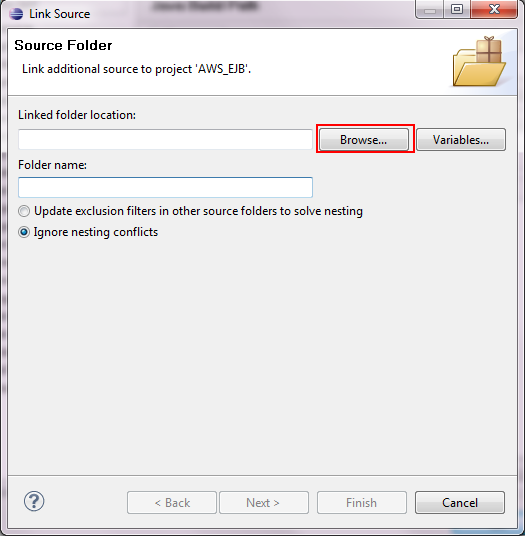 Link Source
Source Folder
Link additional source to project 'AWS_EJB'.
Linked folder location:
Browse...
Variables...
Folder name:
Update exclusion filters in other source folders to solve nesting
Ignore nesting conflicts
?
< Back
Next >
Finish
Cancel